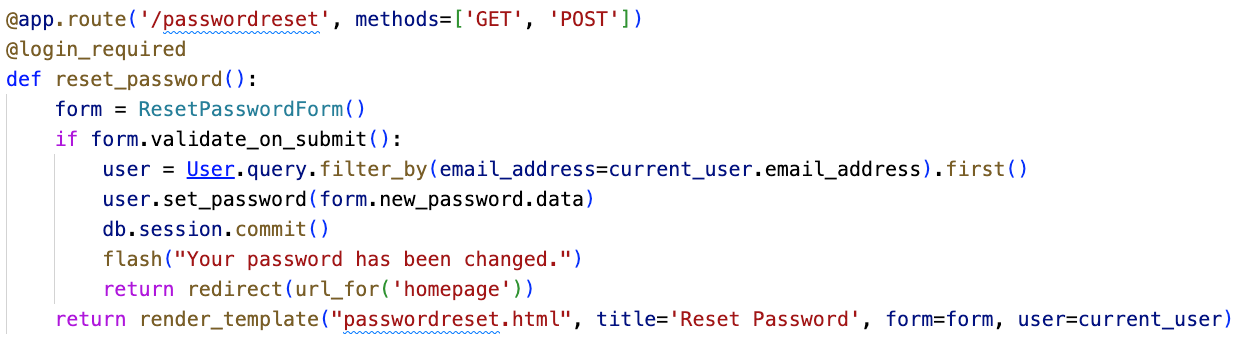 @app.route('/passwordreset', methods=['GET', 'POST'])
@login_required
def reset_password():
    form = ResetPasswordForm()
    if form.validate_on_submit():
        user = User.query.filter_by(email_address=current_user.email_address).first()
        user.set_password(form.new_password.data)
        db.session.commit()
        flash("Your password has been changed.")
        return redirect(url_for('homepage'))
    return render_template("passwordreset.html", title='Reset Password', form=form, user=current_user)